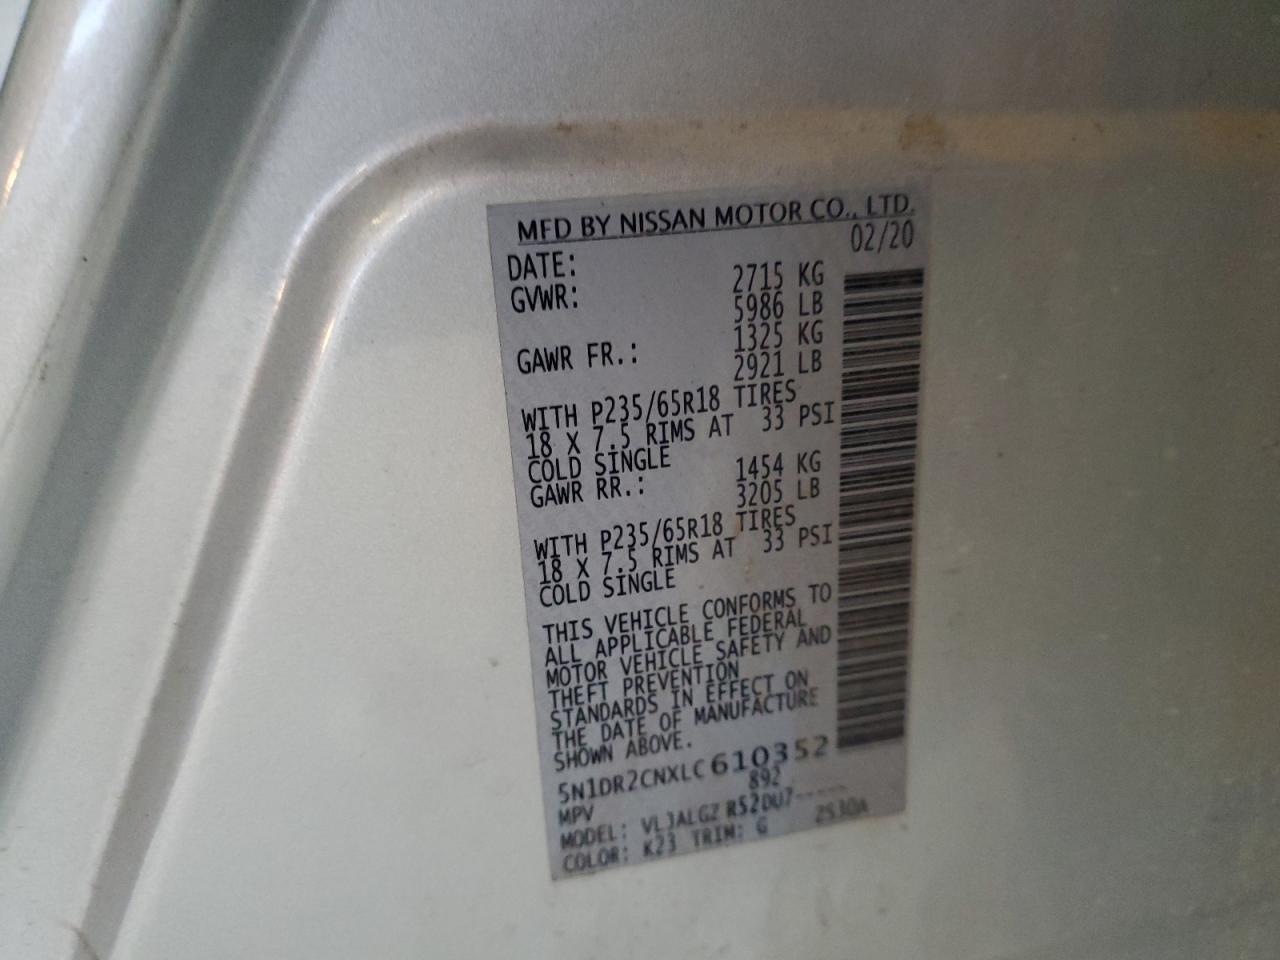 MFD BY NISSAN MOTOR CO., LTD.
DATE: 02/20
GVWR: 2715 KG
5986 LB
GAWR FR.: 1325 KG
2921 LB
WITH P235/65R18 TIRES
18 X 7.5 RIMS AT 33 PSI
COLD SINGLE
GAWR RR.: 1454 KG
3205 LB
WITH P235/65R18 TIRES
18 X 7.5 RIMS AT 33 PSI
COLD SINGLE
THIS VEHICLE CONFORMS TO
ALL APPLICABLE FEDERAL
MOTOR VEHICLE SAFETY AND
THEFT PREVENTION
STANDARDS IN EFFECT ON
THE DATE OF MANUFACTURE
SHOWN ABOVE.
5N1DR2CNXLC610352
MPV 892
MODEL: VLJALGZ R52DU7-----
COLOR: K23 TRIM: G 2S30A